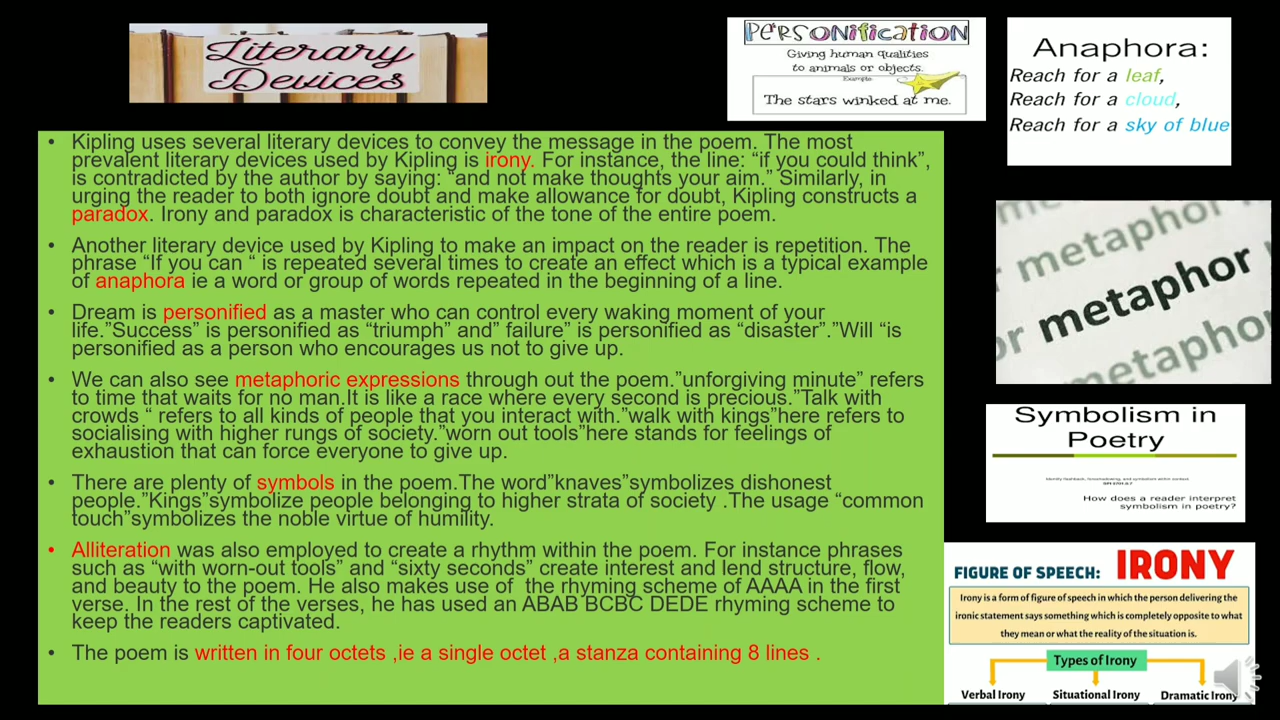 Literary
Devices
PERSONIFICATION
Giving human qualities
to animals or objects.
Example:
The stars winked at me.
Anaphora:
Reach for a leaf,
Reach for a cloud,
Reach for a sky of blue
• Kipling uses several literary devices to convey the message in the poem. The most
prevalent literary devices used by Kipling is irony. For instance, the line: “if you could think”,
is contradicted by the author by saying: “and not make thoughts your aim.” Similarly, in
urging the reader to both ignore doubt and make allowance for doubt, Kipling constructs a
paradox. Irony and paradox is characteristic of the tone of the entire poem.
• Another literary device used by Kipling to make an impact on the reader is repetition. The
phrase “If you can “ is repeated several times to create an effect which is a typical example
of anaphora ie a word or group of words repeated in the beginning of a line.
• Dream is personified as a master who can control every waking moment of your
life.”Success” is personified as “triumph” and” failure” is personified as “disaster”.”Will “is
personified as a person who encourages us not to give up.
• We can also see metaphoric expressions through out the poem.”unforgiving minute” refers
to time that waits for no man.It is like a race where every second is precious.”Talk with
crowds “ refers to all kinds of people that you interact with.”walk with kings”here refers to
socialising with higher rungs of society.”worn out tools”here stands for feelings of
exhaustion that can force everyone to give up.
• There are plenty of symbols in the poem.The word”knaves”symbolizes dishonest
people.”Kings”symbolize people belonging to higher strata of society .The usage “common
touch”symbolizes the noble virtue of humility.
• Alliteration was also employed to create a rhythm within the poem. For instance phrases
such as “with worn-out tools” and “sixty seconds” create interest and lend structure, flow,
and beauty to the poem. He also makes use of the rhyming scheme of AAAA in the first
verse. In the rest of the verses, he has used an ABAB BCBC DEDE rhyming scheme to
keep the readers captivated.
• The poem is written in four octets ,ie a single octet ,a stanza containing 8 lines .
me
metaphor
or metaphor
or metapho
Symbolism in
Poetry
How does a reader interpret
symbolism in poetry?
FIGURE OF SPEECH: IRONY
Irony is a form of figure of speech in which the person delivering the
ironic statement says something which is completely opposite to what
they mean or what the reality of the situation is.
Types of Irony
Verbal Irony
Situational Irony
Dramatic Irony